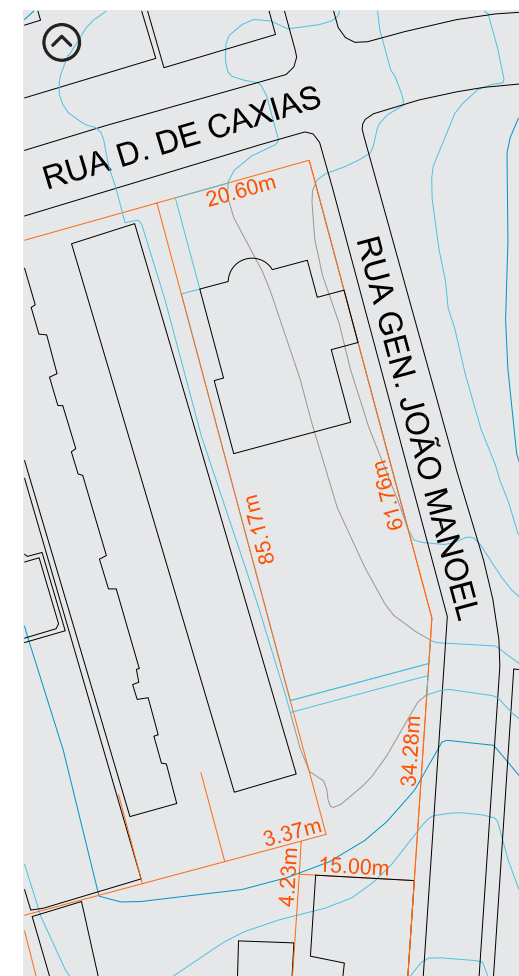 RUA D. DE CAXIAS
20.60m
RUA GEN. JOÃO MANOEL
61.76m
85.17m
34.28m
3.37m
15.00m
4.23m